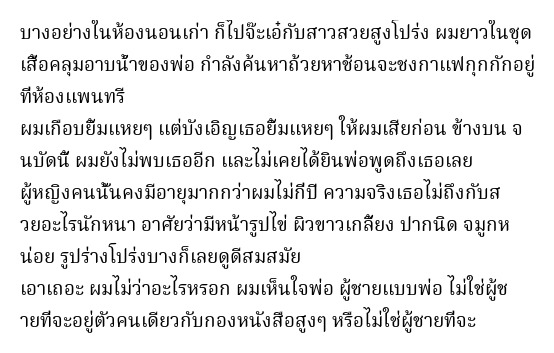 บางอย่างในห้องนอนเก่า ก็ไปจ๊ะเอ๋กับสาวสวยสูงโปร่ง ผมยาวในชุด
เสื้อคลุมอาบน้ำของพ่อ กำลังค้นหาถ้วยหาช้อนจะชงกาแฟกุกกักอยู่
ที่ห้องแพนทรี
ผมเกือบยิ้มแหยๆ แต่บังเอิญเธอยิ้มแหยๆ ให้ผมเสียก่อน ข้างบน จ
นบัดนี้ ผมยังไม่พบเธออีก และไม่เคยได้ยินพ่อพูดถึงเธอเลย
ผู้หญิงคนนั้นคงมีอายุมากกว่าผมไม่กี่ปี ความจริงเธอไม่ถึงกับส
วยอะไรนักหนา อาศัยว่ามีหน้ารูปไข่ ผิวขาวเกลี้ยง ปากนิด จมูกห
น่อย รูปร่างโปร่งบางก็เลยดูดีสมสมัย
เอาเถอะ ผมไม่ว่าอะไรหรอก ผมเห็นใจพ่อ ผู้ชายแบบพ่อ ไม่ใช่ผู้ช
ายที่จะอยู่ตัวคนเดียวกับกองหนังสือสูงๆ หรือไม่ใช่ผู้ชายที่จะ